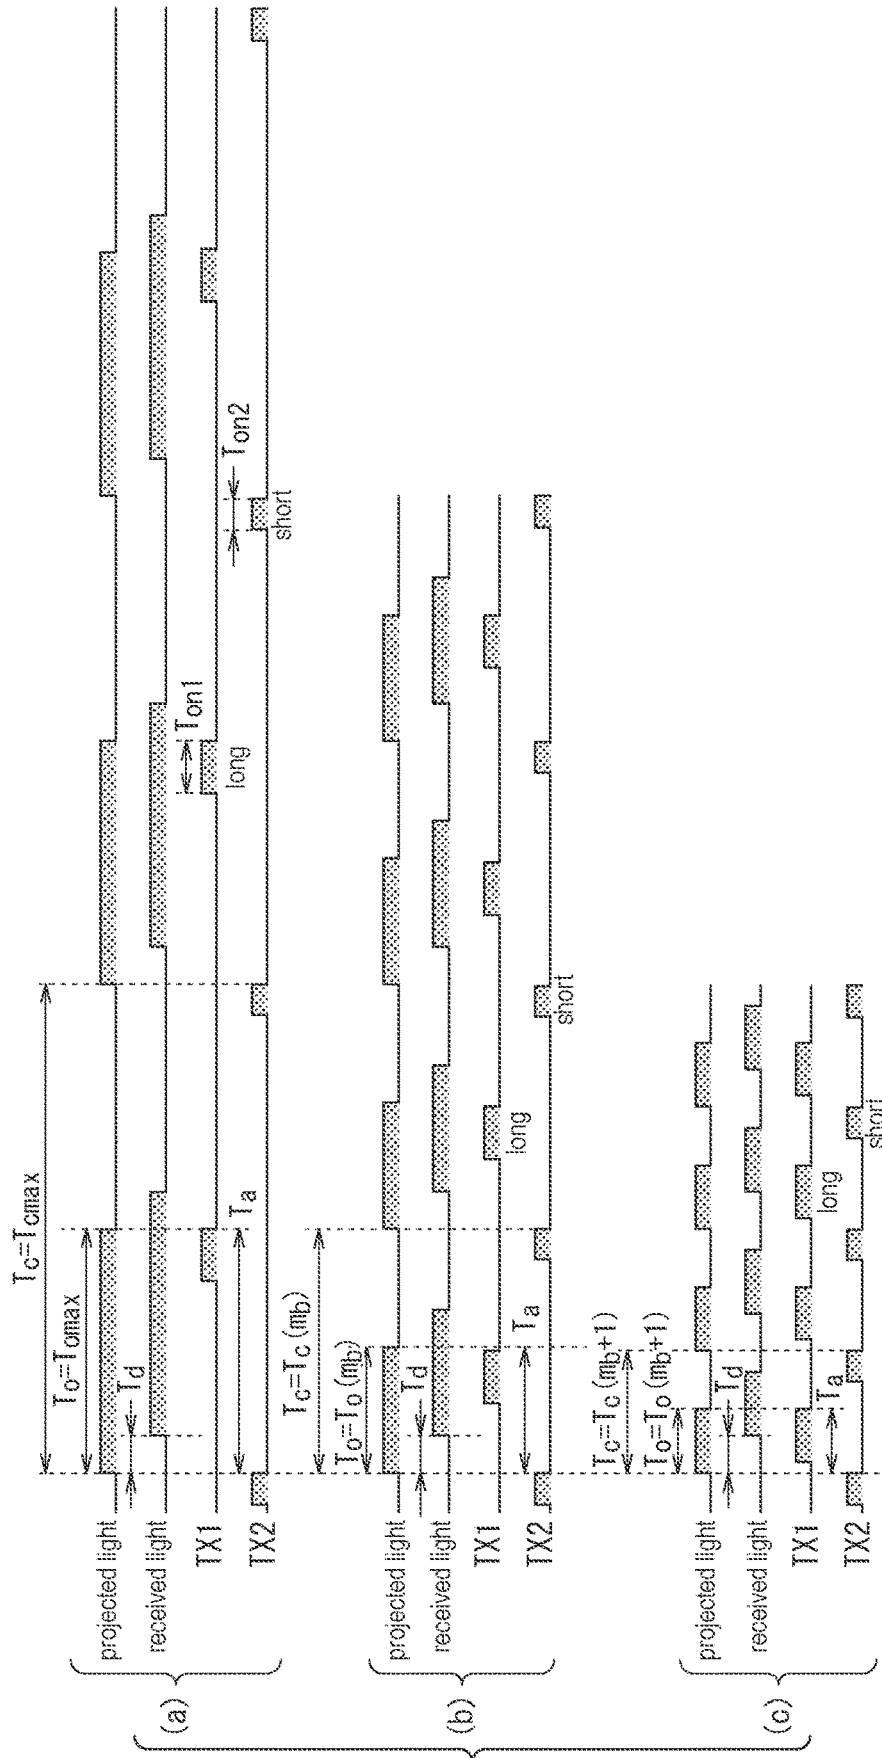 (a)
projected light
received light
TX1
TX2
Tc=Tcmax
To=Tomax
Td
Ta
Ton1
long
Ton2
short
(b)
projected light
received light
TX1
TX2
Tc=Tc(mb)
To=To(mb)
Td
Ta
long
short
(c)
projected light
received light
TX1
TX2
Tc=Tc(mb+1)
To=To(mb+1)
Td
Ta
long
short